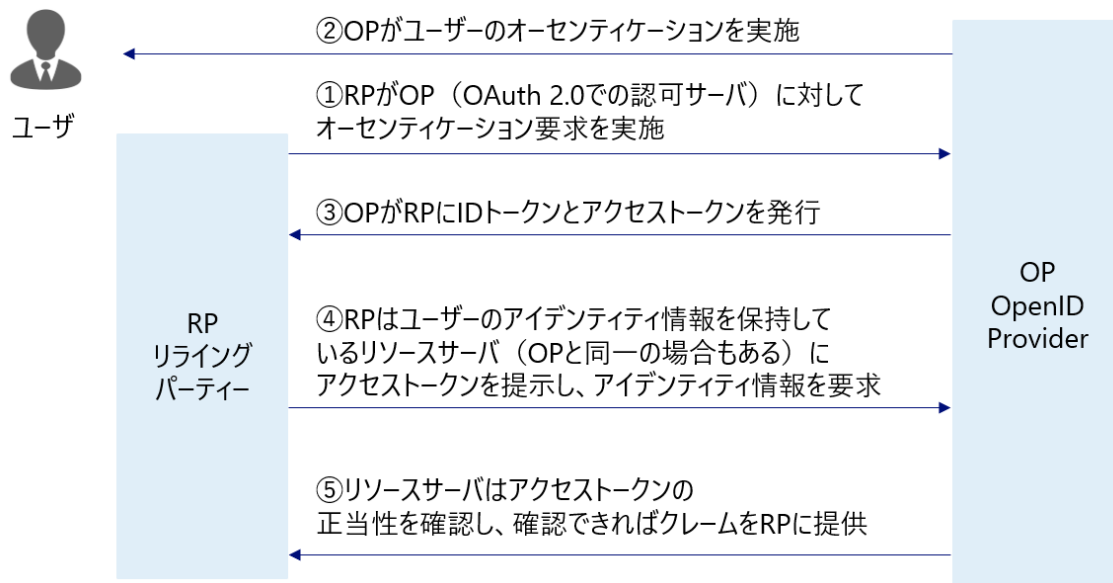 ②OPがユーザーのオーセンティケーションを実施
ユーザ
①RPがOP（OAuth 2.0での認可サーバ）に対して
オーセンティケーション要求を実施
③OPがRPにIDトークンとアクセストークンを発行
RP
リライング
パーティー
④RPはユーザーのアイデンティティ情報を保持して
いるリソースサーバ（OPと同一の場合もある）に
アクセストークンを提示し、アイデンティティ情報を要求
OP
OpenID
Provider
⑤リソースサーバはアクセストークンの
正当性を確認し、確認できればクレームをRPに提供